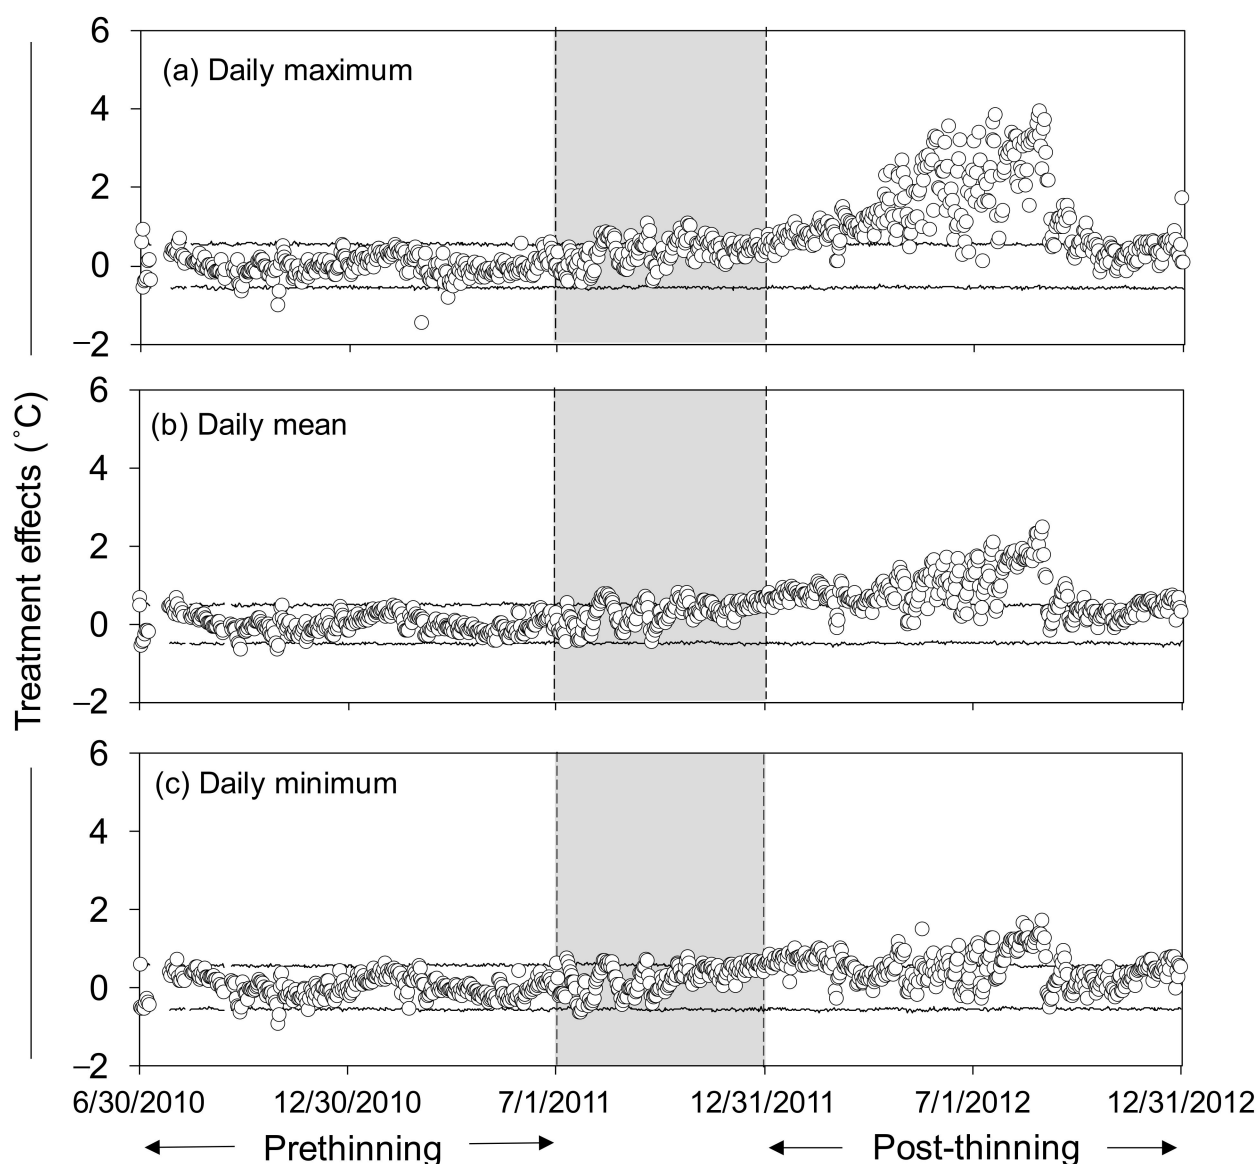 Treatment effects (˚C)
6
(a) Daily maximum
4
2
0
–2
6
(b) Daily mean
4
2
0
–2
6
(c) Daily minimum
4
2
0
–2
6/30/2010 12/30/2010 7/1/2011 12/31/2011 7/1/2012 12/31/2012
Prethinning Post-thinning